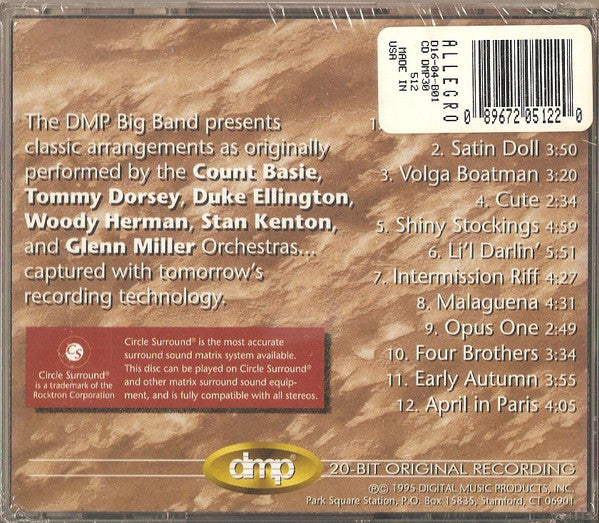 ALLEGRO
D16-04-B01
CD DMP30
512
MADE IN
USA
0 89672 05122 0
The DMP Big Band presents
classic arrangements as originally
performed by the Count Basie,
Tommy Dorsey, Duke Ellington,
Woody Herman, Stan Kenton,
and Glenn Miller Orchestras...
captured with tomorrow's
recording technology.
1.
2. Satin Doll 3:50
3. Volga Boatman 3:20
4. Cute 2:34
5. Shiny Stockings 4:59
6. Li'l Darlin' 5:51
7. Intermission Riff 4:27
8. Malaguena 4:31
9. Opus One 2:49
10. Four Brothers 3:34
11. Early Autumn 3:55
12. April in Paris 4:05
CS
Circle Surround®
is a trademark of the
Rocktron Corporation
Circle Surround® is the most accurate
surround sound matrix system available.
This disc can be played on Circle Surround®
and other matrix surround sound equip-
ment, and is fully compatible with all stereos.
dmp®
20-BIT ORIGINAL RECORDING
℗© 1995 DIGITAL MUSIC PRODUCTS, INC.
Park Square Station, P.O. Box 15835, Stamford, CT 06901